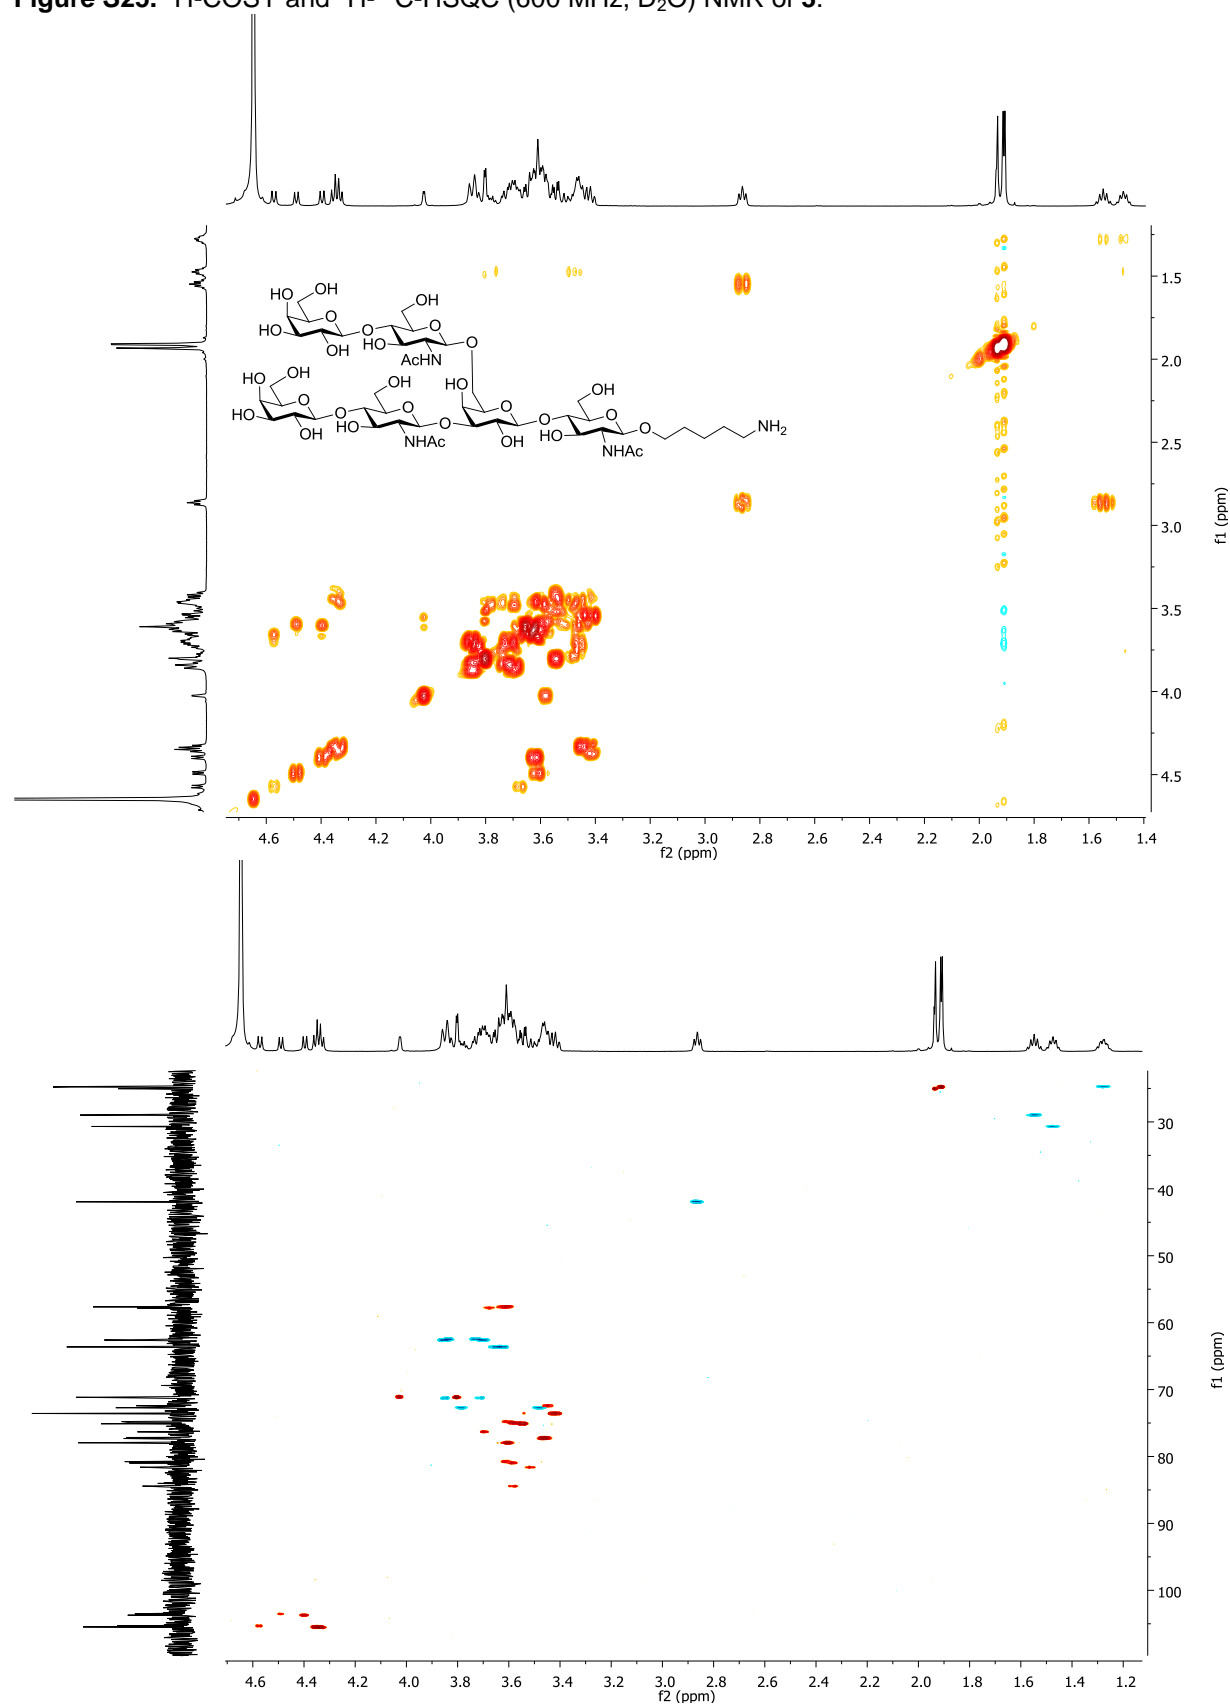 Figure S25. ¹H-COSY and ¹H-¹³C-HSQC (600 MHz, D₂O) NMR of 3.
1.5
HO OH
OH
HO O HO O O
OH
HO
AcHN
2.0
OH OH
HO HO OH
O HO O O OH
HO O O O O O NH₂
OH HO NHAc OH HO NHAc
2.5
3.0
f1 (ppm)
3.5
4.0
4.5
4.6 4.4 4.2 4.0 3.8 3.6 3.4 3.2 3.0 2.8 2.6 2.4 2.2 2.0 1.8 1.6 1.4
f2 (ppm)
30
40
50
60
f1 (ppm)
70
80
90
100
4.6 4.4 4.2 4.0 3.8 3.6 3.4 3.2 3.0 2.8 2.6 2.4 2.2 2.0 1.8 1.6 1.4 1.2
f2 (ppm)